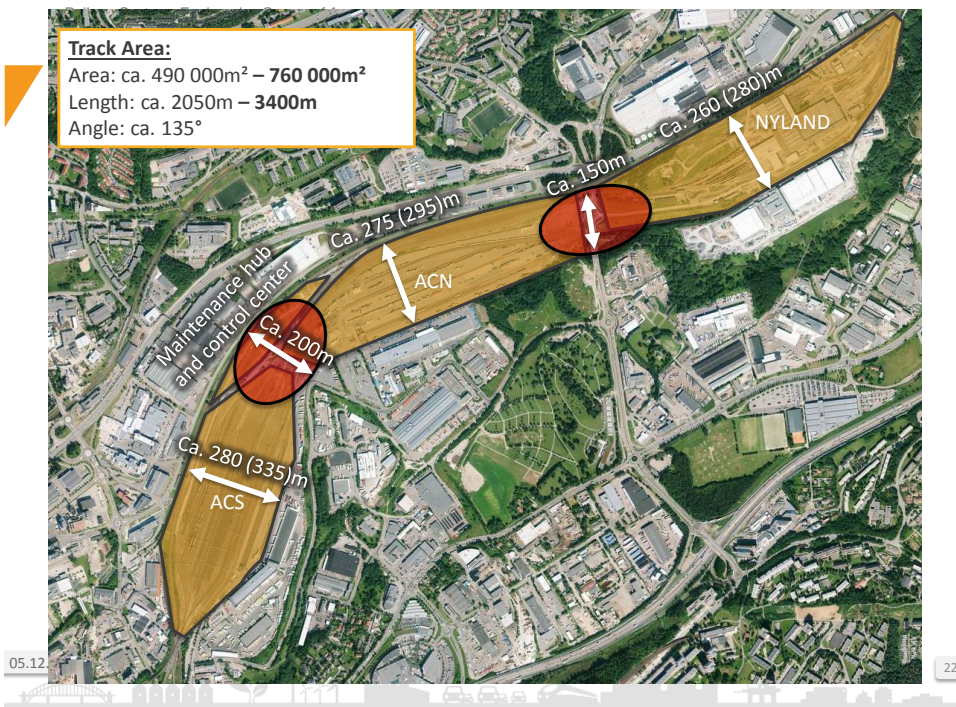 Track Area:
Area: ca. 490 000m² – 760 000m²
Length: ca. 2050m – 3400m
Angle: ca. 135°
NYLAND
Ca. 260 (280)m
Ca. 150m
Ca. 275 (295)m
ACN
Maintenance hub
and control center
Ca. 200m
Ca. 280 (335)m
ACS
05.12.
22